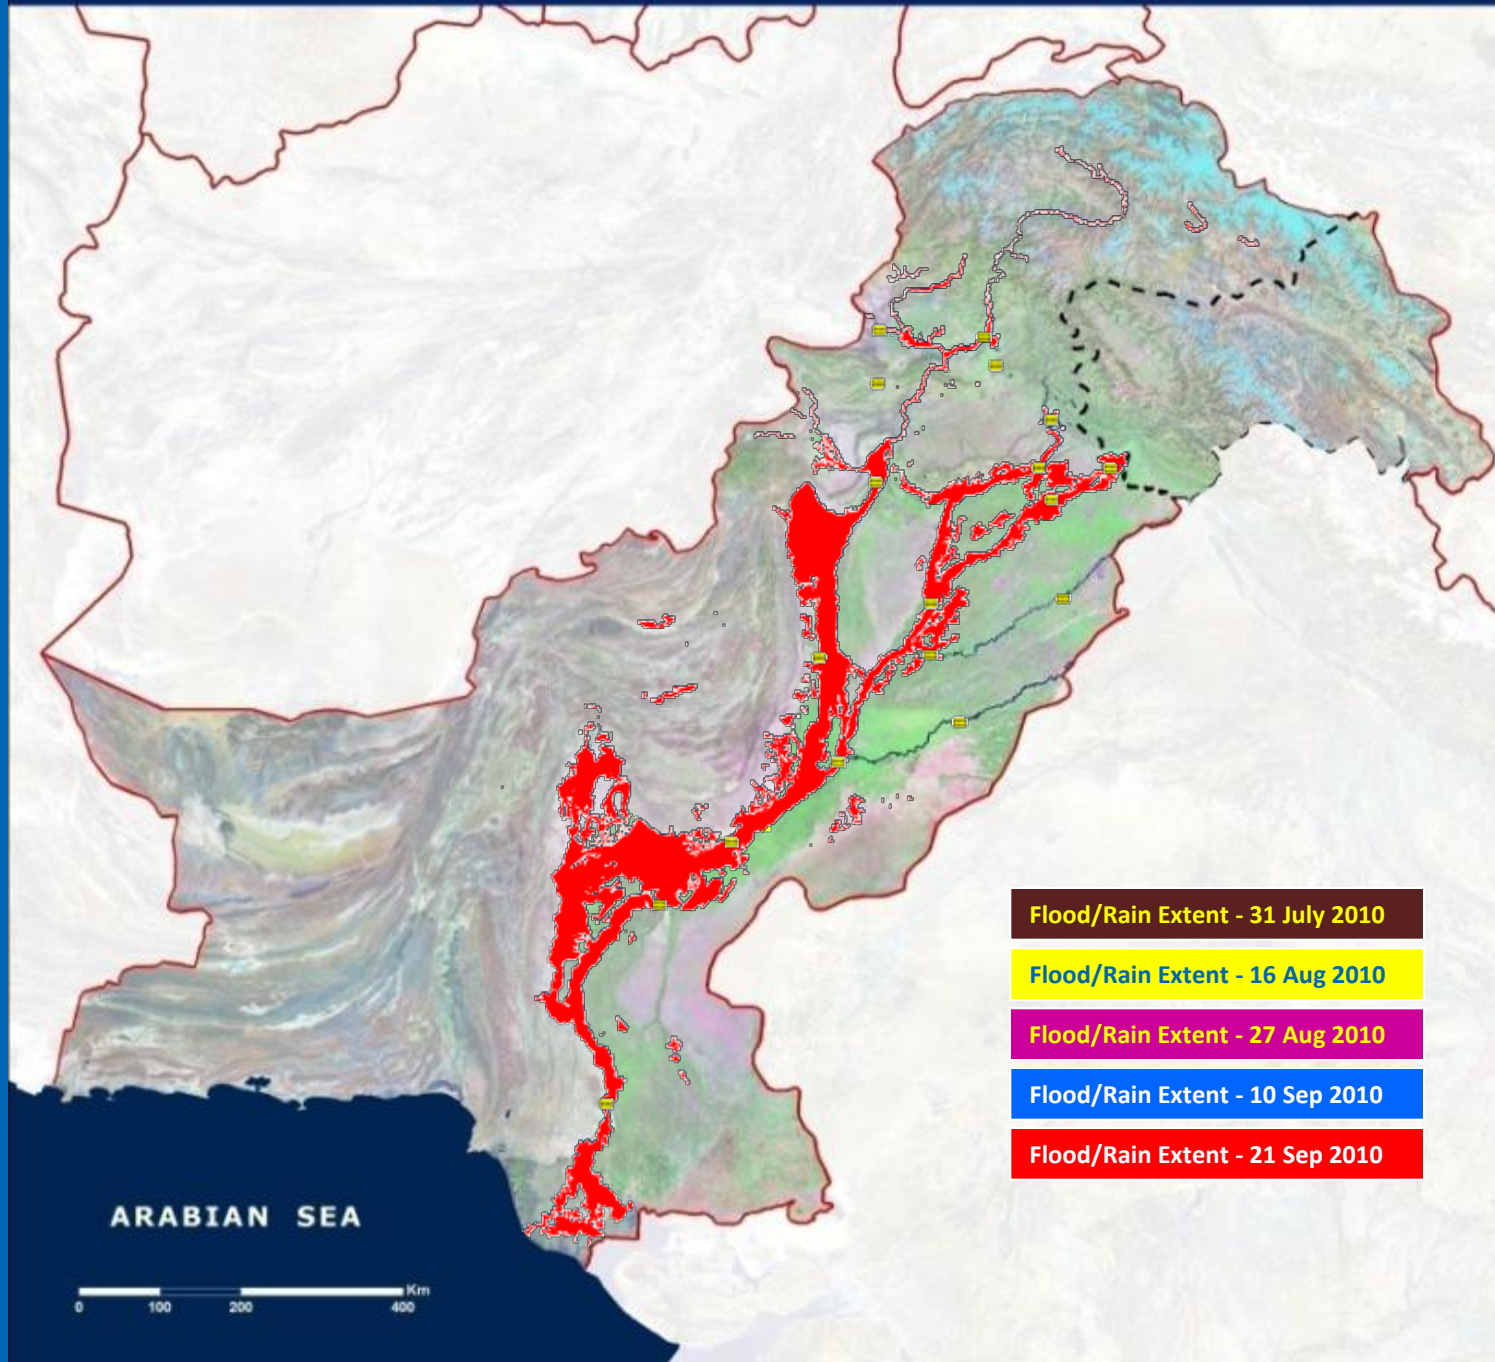 Flood/Rain Extent - 31 July 2010
Flood/Rain Extent - 16 Aug 2010
Flood/Rain Extent - 27 Aug 2010
Flood/Rain Extent - 10 Sep 2010
Flood/Rain Extent - 21 Sep 2010
ARABIAN SEA
Km
0 100 200 400